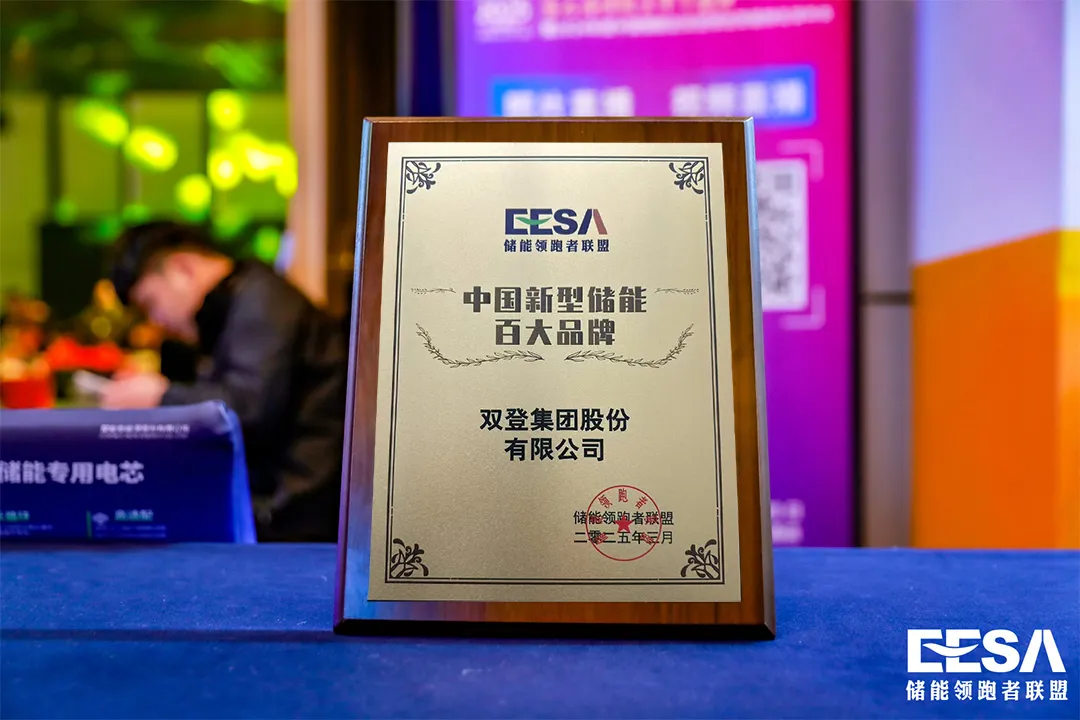 EESA
储能领跑者联盟
中国新型储能
百大品牌
双登集团股份
有限公司
储能领跑者联盟
二零二五年三月
储能专用电芯
EESA
储能领跑者联盟